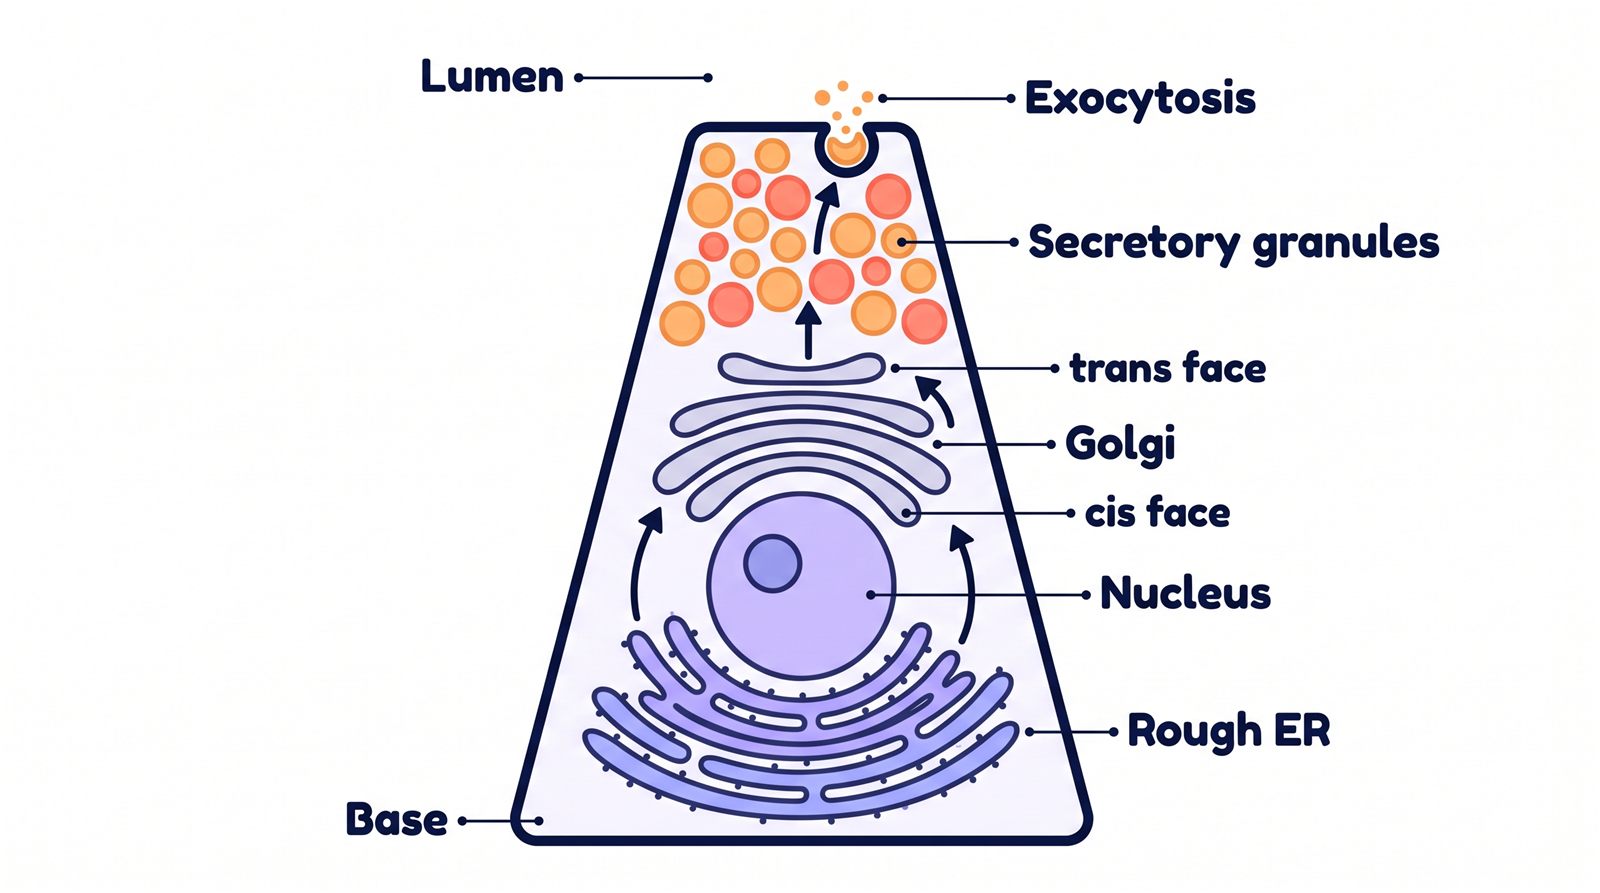 Lumen
Exocytosis
Secretory granules
trans face
Golgi
cis face
Nucleus
Rough ER
Base